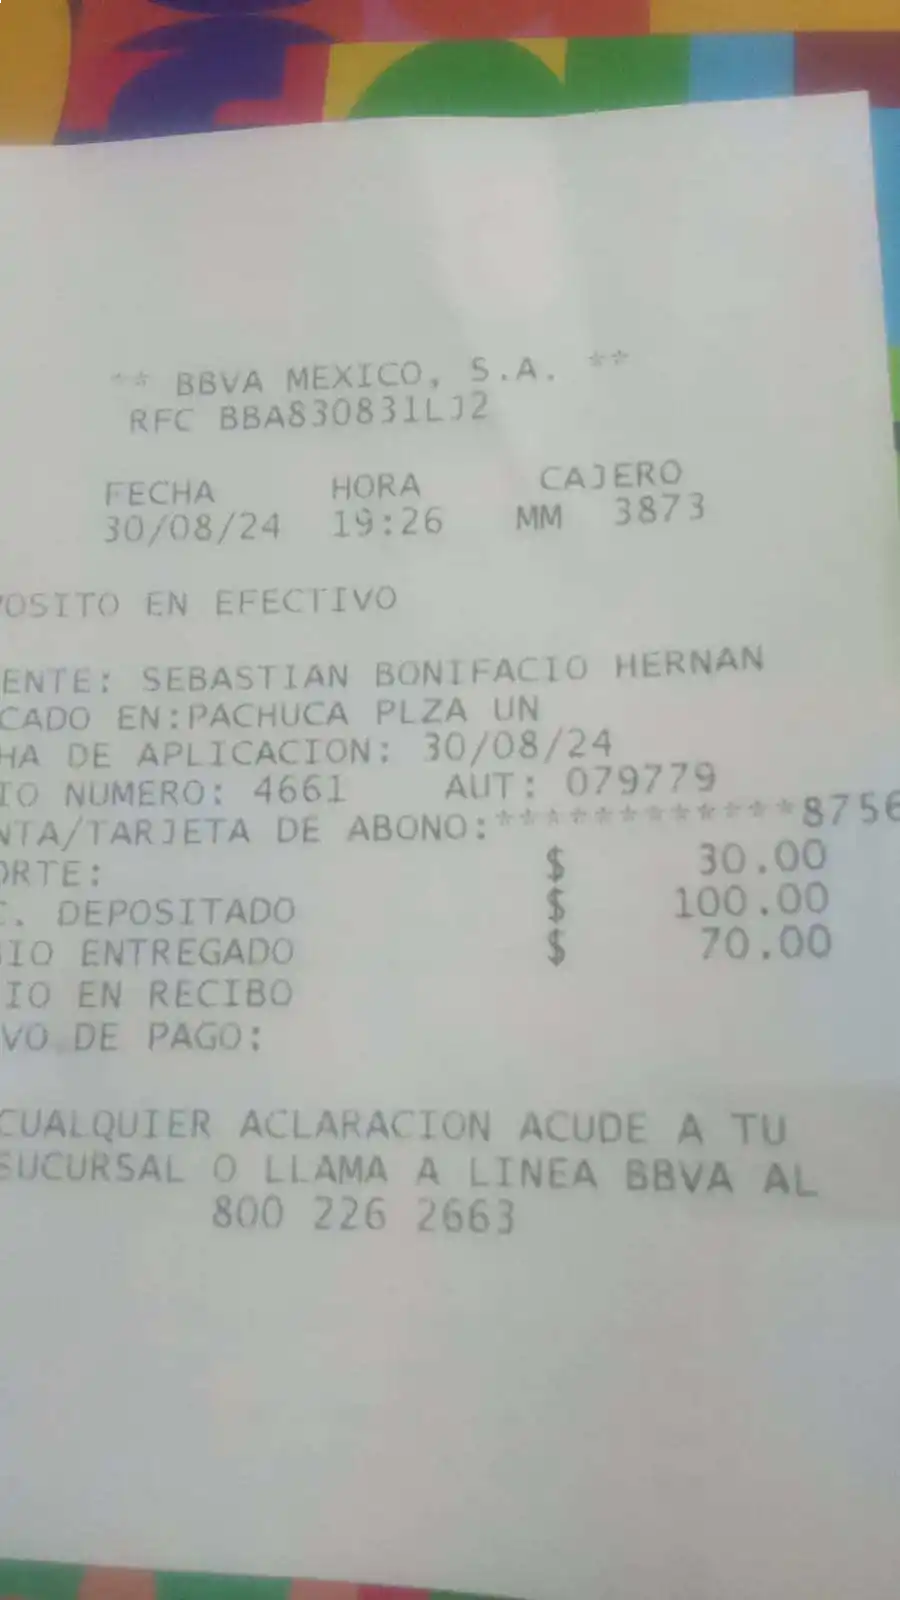 ** BBVA MEXICO, S.A. **
RFC BBA830831LJ2
FECHA HORA CAJERO
30/08/24 19:26 MM 3873
POSITO EN EFECTIVO
ENTE: SEBASTIAN BONIFACIO HERNAN
CADO EN:PACHUCA PLZA UN
HA DE APLICACION: 30/08/24
IO NUMERO: 4661 AUT: 079779
NTA/TARJETA DE ABONO:************8756
ORTE: $ 30.00
C. DEPOSITADO $ 100.00
BIO ENTREGADO $ 70.00
IO EN RECIBO
VO DE PAGO:
CUALQUIER ACLARACION ACUDE A TU
SUCURSAL O LLAMA A LINEA BBVA AL
800 226 2663